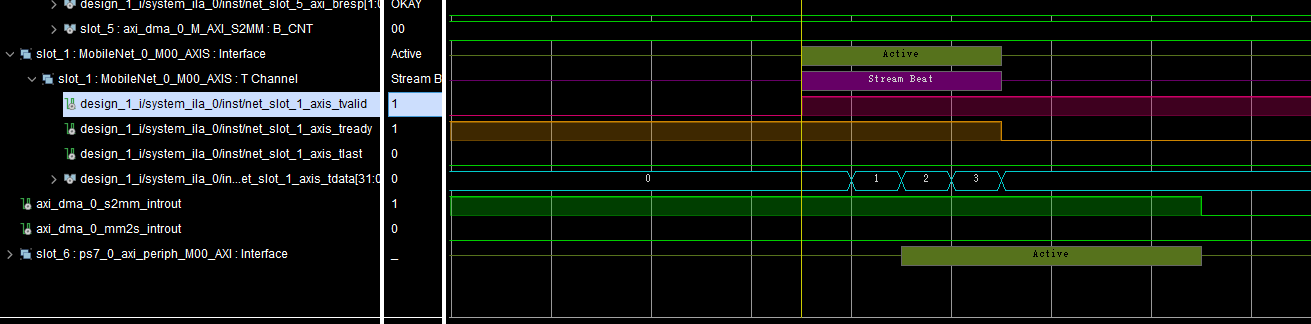 design_1_i/system_ila_0/inst/net_slot_5_axi_bresp[1:0 OKAY
slot_5 : axi_dma_0_M_AXI_S2MM : B_CNT 00
slot_1 : MobileNet_0_M00_AXIS : Interface Active Active
slot_1 : MobileNet_0_M00_AXIS : T Channel Stream B Stream Beat
design_1_i/system_ila_0/inst/net_slot_1_axis_tvalid 1
design_1_i/system_ila_0/inst/net_slot_1_axis_tready 1
design_1_i/system_ila_0/inst/net_slot_1_axis_tlast 0
design_1_i/system_ila_0/in...et_slot_1_axis_tdata[31:0 0 0 1 2 3
axi_dma_0_s2mm_introut 1
axi_dma_0_mm2s_introut 0
slot_6 : ps7_0_axi_periph_M00_AXI : Interface _ Active